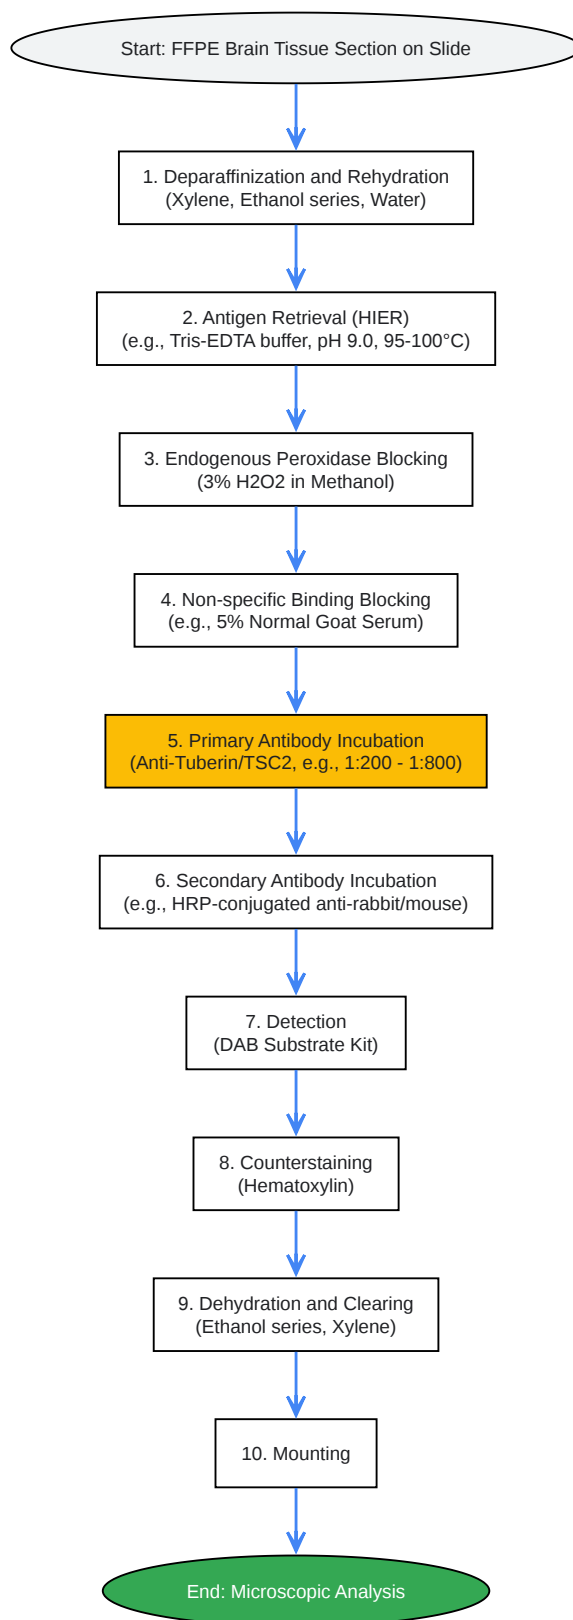 Start: FFPE Brain Tissue Section on Slide
1. Deparaffinization and Rehydration
(Xylene, Ethanol series, Water)
2. Antigen Retrieval (HIER)
(e.g., Tris-EDTA buffer, pH 9.0, 95-100°C)
3. Endogenous Peroxidase Blocking
(3% H2O2 in Methanol)
4. Non-specific Binding Blocking
(e.g., 5% Normal Goat Serum)
5. Primary Antibody Incubation
(Anti-Tuberin/TSC2, e.g., 1:200 - 1:800)
6. Secondary Antibody Incubation
(e.g., HRP-conjugated anti-rabbit/mouse)
7. Detection
(DAB Substrate Kit)
8. Counterstaining
(Hematoxylin)
9. Dehydration and Clearing
(Ethanol series, Xylene)
10. Mounting
End: Microscopic Analysis